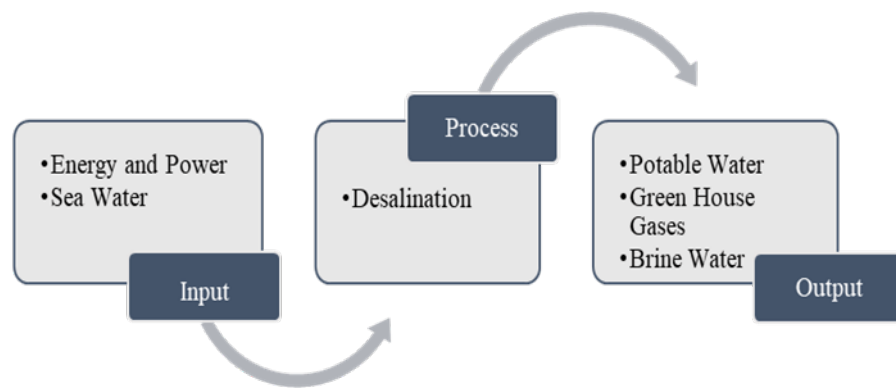 •Energy and Power
•Sea Water
Input
Process
•Desalination
•Potable Water
•Green House
Gases
•Brine Water
Output